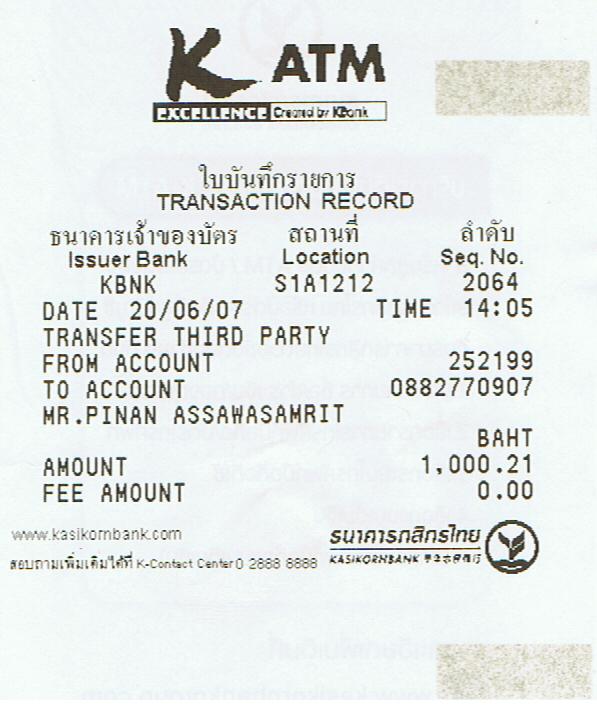 K ATM
EXCELLENCE Created by KBank
ใบบันทึกรายการ
TRANSACTION RECORD
ธนาคารเจ้าของบัตร สถานที่ ลำดับ
Issuer Bank Location Seq. No.
KBNK S1A1212 2064
DATE 20/06/07 TIME 14:05
TRANSFER THIRD PARTY
FROM ACCOUNT 252199
TO ACCOUNT 0882770907
MR.PINAN ASSAWASAMRIT
BAHT
AMOUNT 1,000.21
FEE AMOUNT 0.00
www.kasikornbank.com ธนาคารกสิกรไทย
สอบถามเพิ่มเติมได้ที่ K-Contact Center 0 2888 8888 KASIKORNBANK